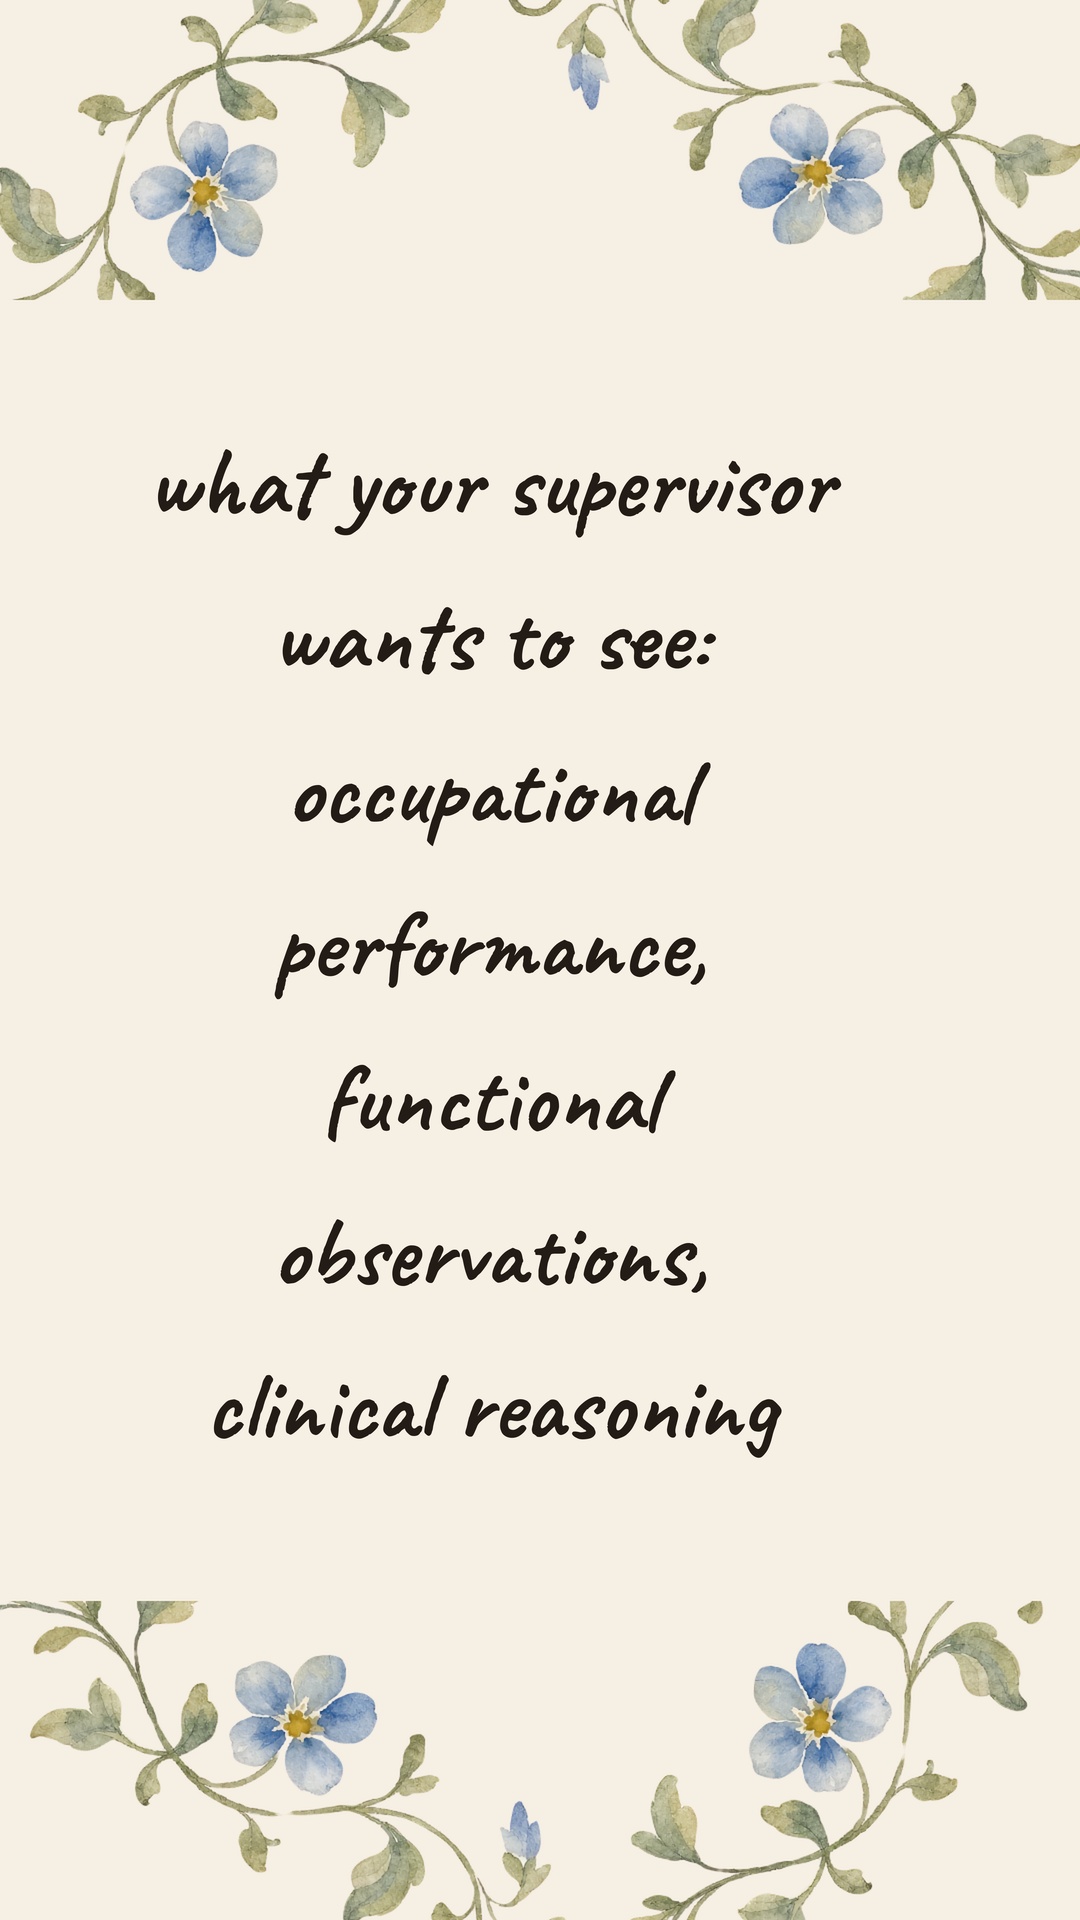 what your supervisor
wants to see:
occupational
performance,
functional
observations,
clinical reasoning